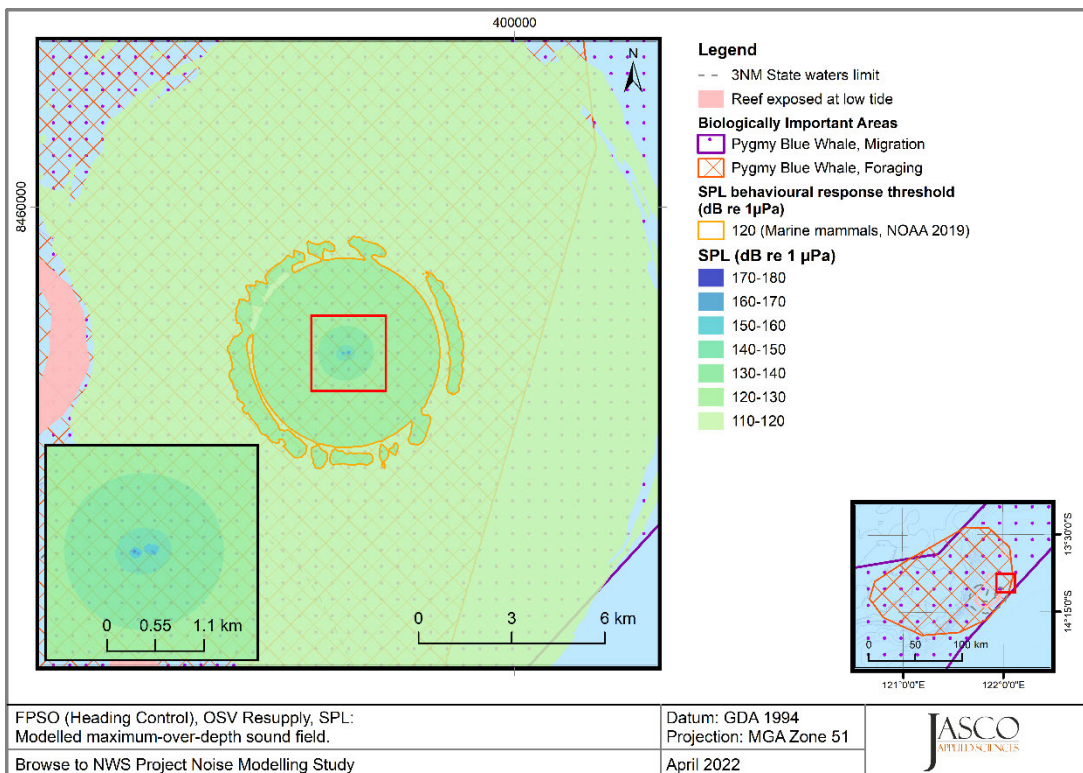 400000
8460000
N
0 3 6 km
0 0.55 1.1 km
Legend
3NM State waters limit
Reef exposed at low tide
Biologically Important Areas
Pygmy Blue Whale, Migration
Pygmy Blue Whale, Foraging
SPL behavioural response threshold
(dB re 1µPa)
120 (Marine mammals, NOAA 2019)
SPL (dB re 1 µPa)
170-180
160-170
150-160
140-150
130-140
120-130
110-120
13°30'0"S
14°15'0"S
0 50 100 km
121°0'0"E 122°0'0"E
FPSO (Heading Control), OSV Resupply, SPL:
Modelled maximum-over-depth sound field.
Browse to NWS Project Noise Modelling Study
Datum: GDA 1994
Projection: MGA Zone 51
April 2022
JASCO
APPLIED SCIENCES